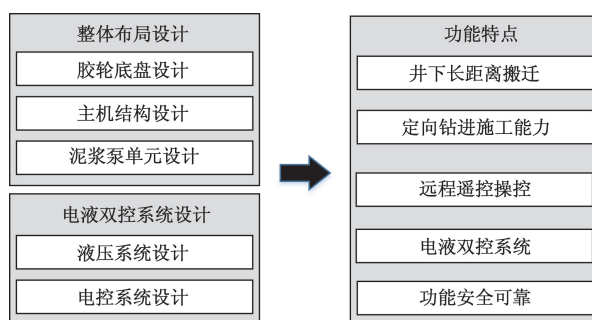 整体布局设计
胶轮底盘设计
主机结构设计
泥浆泵单元设计
电液双控系统设计
液压系统设计
电控系统设计
功能特点
井下长距离搬迁
定向钻进施工能力
远程遥控操控
电液双控系统
功能安全可靠